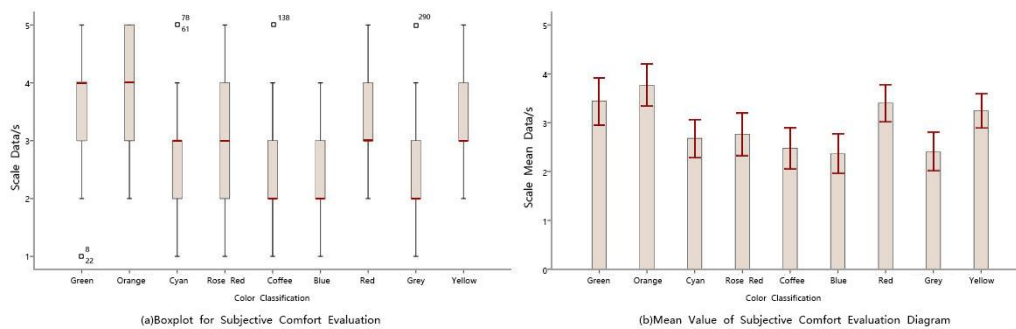 5
4
3
2
1
Scale Data/s
8
22
78
61
138
290
Green Orange Cyan Rose Red Coffee Blue Red Grey Yellow
Color Classification
(a)Boxplot for Subjective Comfort Evaluation
5
4
3
2
1
0
Scale Mean Data/s
Green Orange Cyan Rose Red Coffee Blue Red Grey Yellow
Color Classification
(b)Mean Value of Subjective Comfort Evaluation Diagram